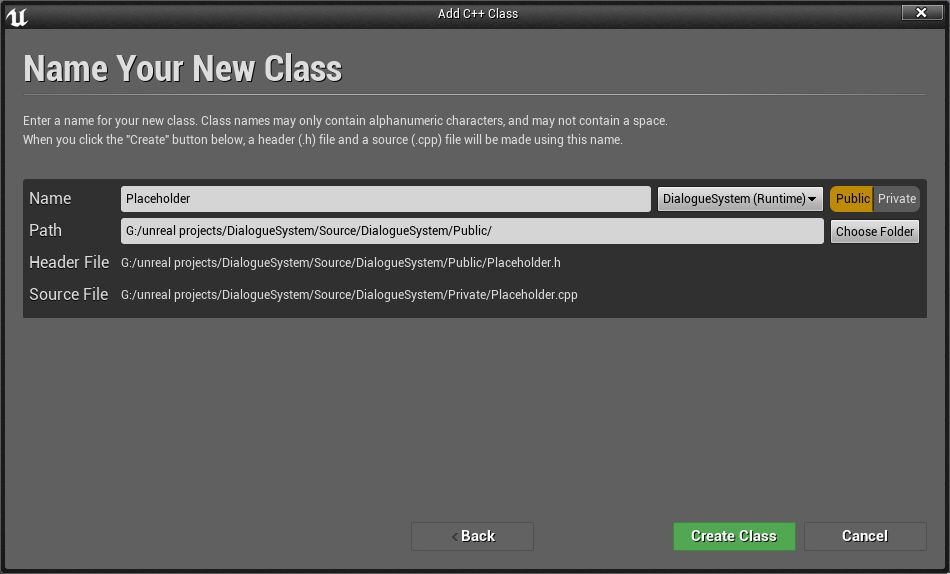 Add C++ Class
Name Your New Class
Enter a name for your new class. Class names may only contain alphanumeric characters, and may not contain a space.
When you click the "Create" button below, a header (.h) file and a source (.cpp) file will be made using this name.
Name Placeholder DialogueSystem (Runtime) Public Private
Path G:/unreal projects/DialogueSystem/Source/DialogueSystem/Public/ Choose Folder
Header File G:/unreal projects/DialogueSystem/Source/DialogueSystem/Public/Placeholder.h
Source File G:/unreal projects/DialogueSystem/Source/DialogueSystem/Private/Placeholder.cpp
Back Create Class Cancel